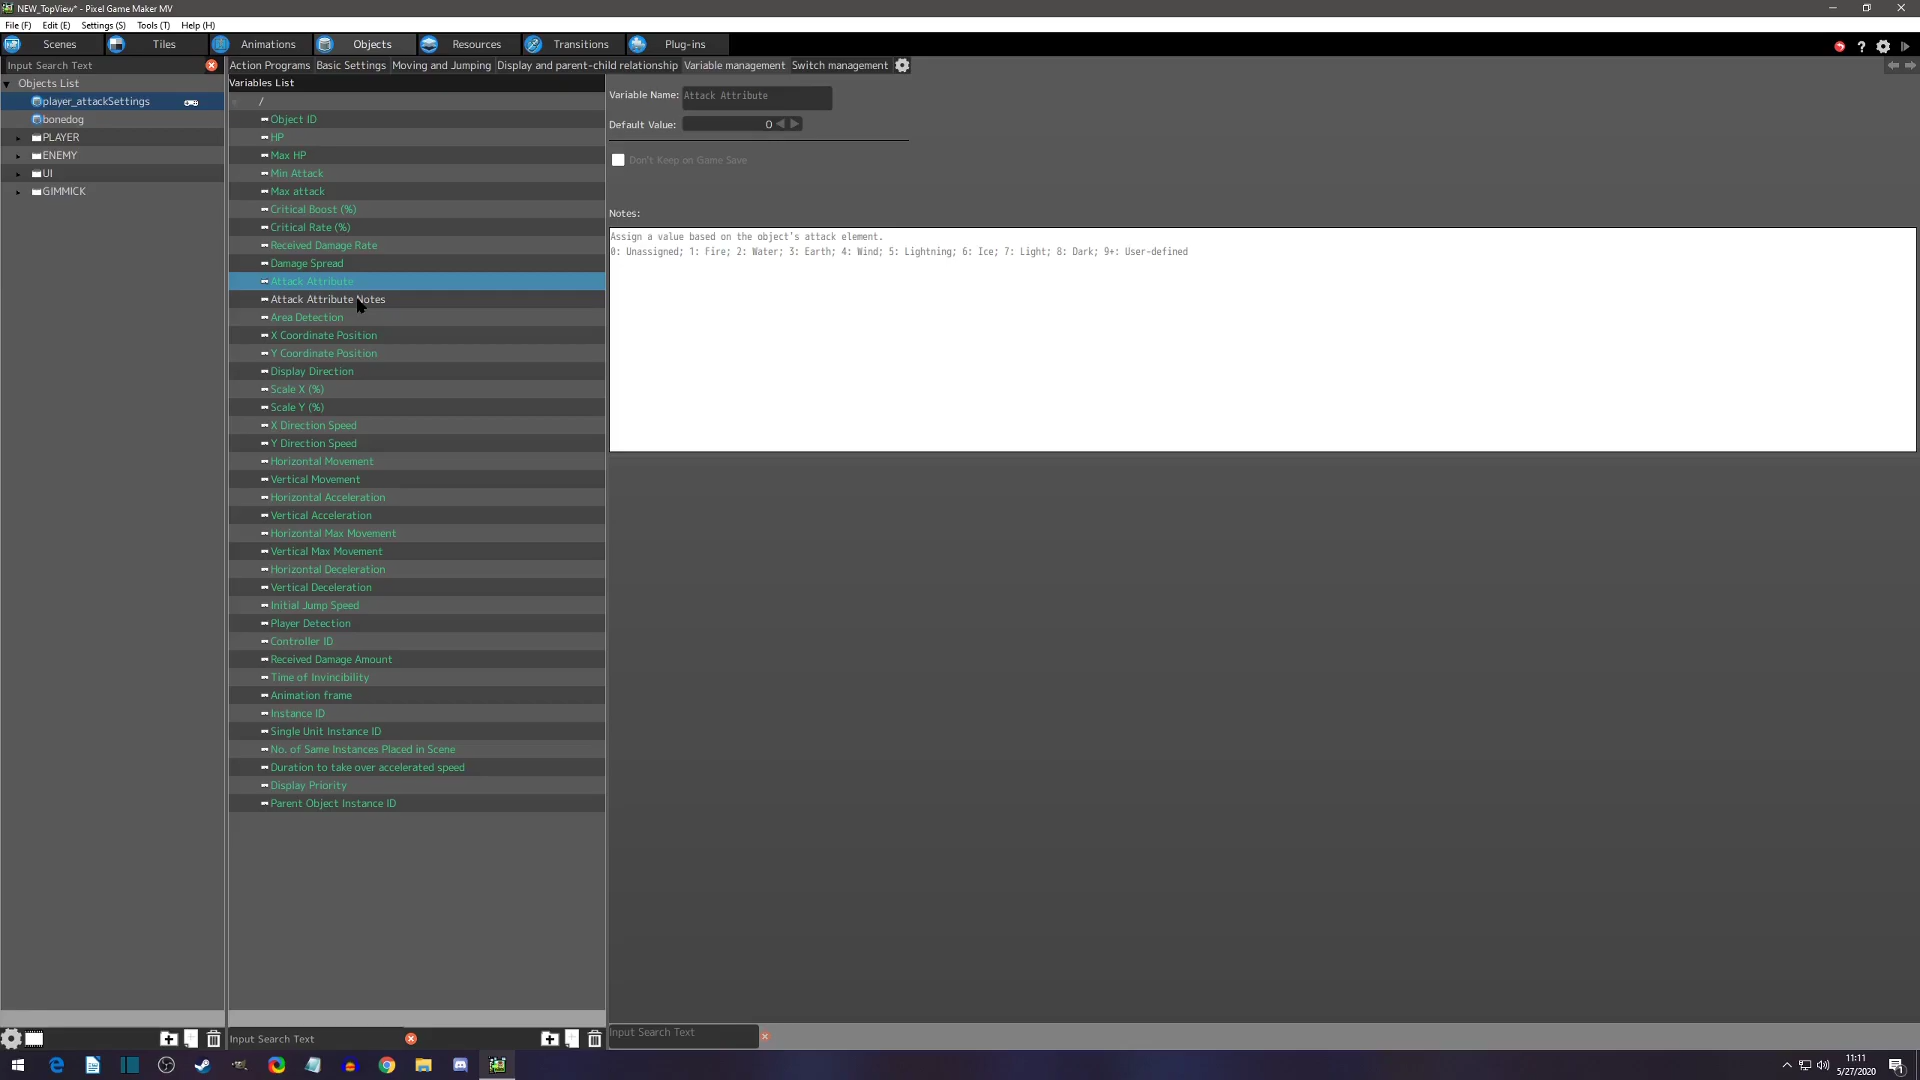 NEW_TopView* - Pixel Game Maker MV
File (F) Edit (E) Settings (S) Tools (T) Help (H)
Scenes Tiles Animations Objects Resources Transitions Plug-ins
Input Search Text
Action Programs Basic Settings Moving and Jumping Display and parent-child relationship Variable management Switch management
Objects List
player_attackSettings
bonedog
PLAYER
ENEMY
UI
GIMMICK
Variables List
/
Object ID
HP
Max HP
Min Attack
Max attack
Critical Boost (%)
Critical Rate (%)
Received Damage Rate
Damage Spread
Attack Attribute
Attack Attribute Notes
Area Detection
X Coordinate Position
Y Coordinate Position
Display Direction
Scale X (%)
Scale Y (%)
X Direction Speed
Y Direction Speed
Horizontal Movement
Vertical Movement
Horizontal Acceleration
Vertical Acceleration
Horizontal Max Movement
Vertical Max Movement
Horizontal Deceleration
Vertical Deceleration
Initial Jump Speed
Player Detection
Controller ID
Received Damage Amount
Time of Invincibility
Animation frame
Instance ID
Single Unit Instance ID
No. of Same Instances Placed in Scene
Duration to take over accelerated speed
Display Priority
Parent Object Instance ID
Input Search Text
Variable Name: Attack Attribute
Default Value: 0
Don't Keep on Game Save
Notes:
Assign a value based on the object's attack element.
0: Unassigned; 1: Fire; 2: Water; 3: Earth; 4: Wind; 5: Lightning; 6: Ice; 7: Light; 8: Dark; 9+: User-defined
Input Search Text
11:11
5/27/2020